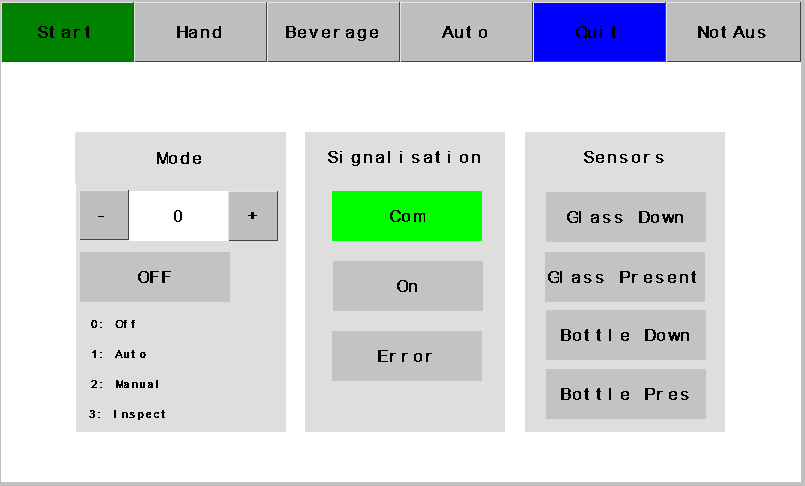 Start Hand Beverage Auto Quit Not Aus
Mode
- 0 +
OFF
0: Off
1: Auto
2: Manual
3: Inspect
Signalisation
Com
On
Error
Sensors
Glass Down
Glass Present
Bottle Down
Bottle Pres